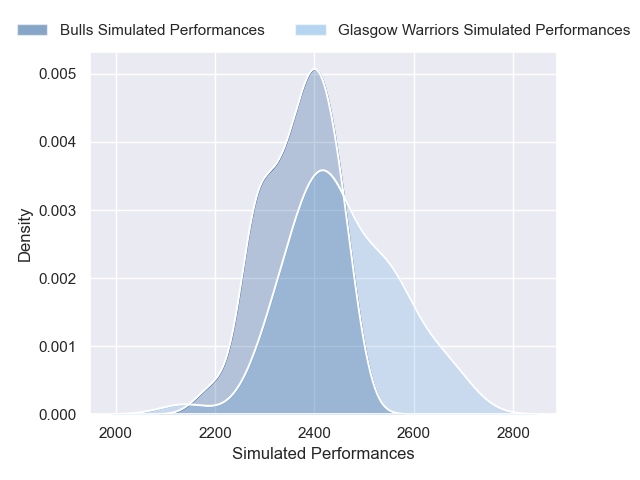 Bulls Simulated Performances
Glasgow Warriors Simulated Performances
0.005
0.004
0.003
0.002
0.001
0.000
Density
2000
2200
2400
2600
2800
Simulated Performances